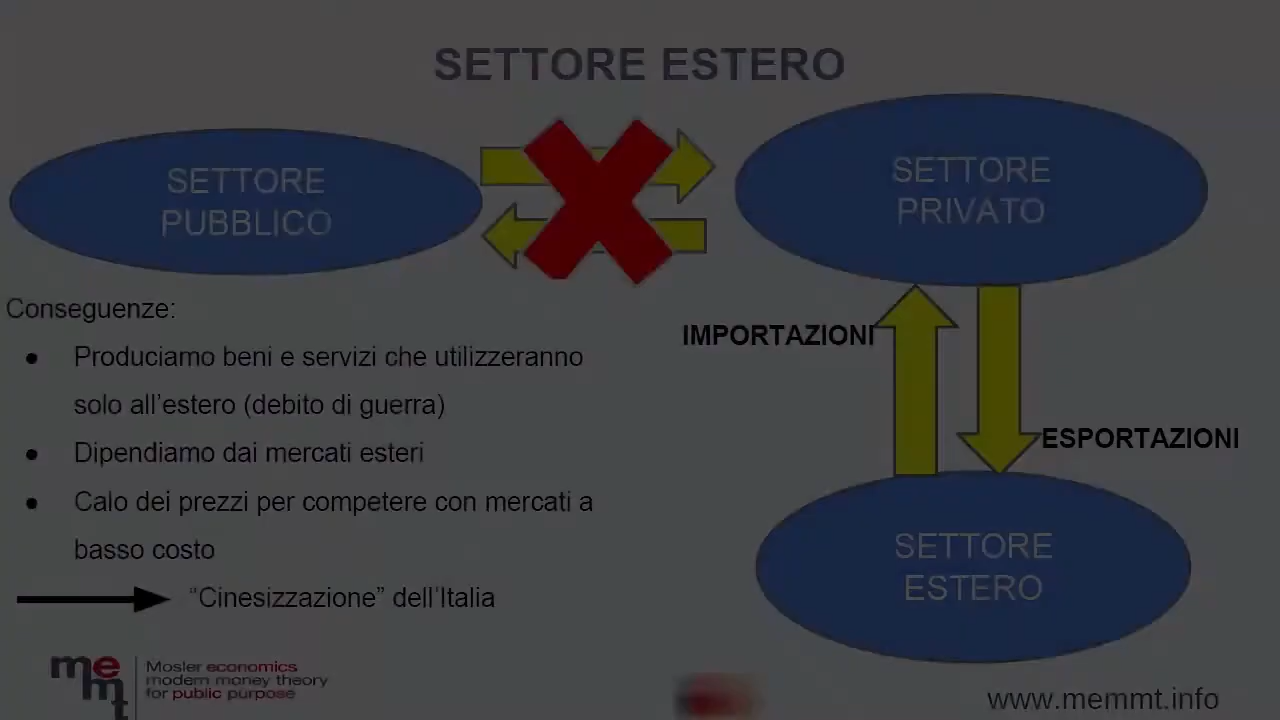 SETTORE ESTERO
SETTORE
PUBBLICO
SETTORE
PRIVATO
Conseguenze:
● Produciamo beni e servizi che utilizzeranno
solo all'estero (debito di guerra)
● Dipendiamo dai mercati esteri
● Calo dei prezzi per competere con mercati a
basso costo
“Cinesizzazione” dell'Italia
IMPORTAZIONI
ESPORTAZIONI
SETTORE
ESTERO
memmt
Mosler economics
modern money theory
for public purpose
www.memmt.info